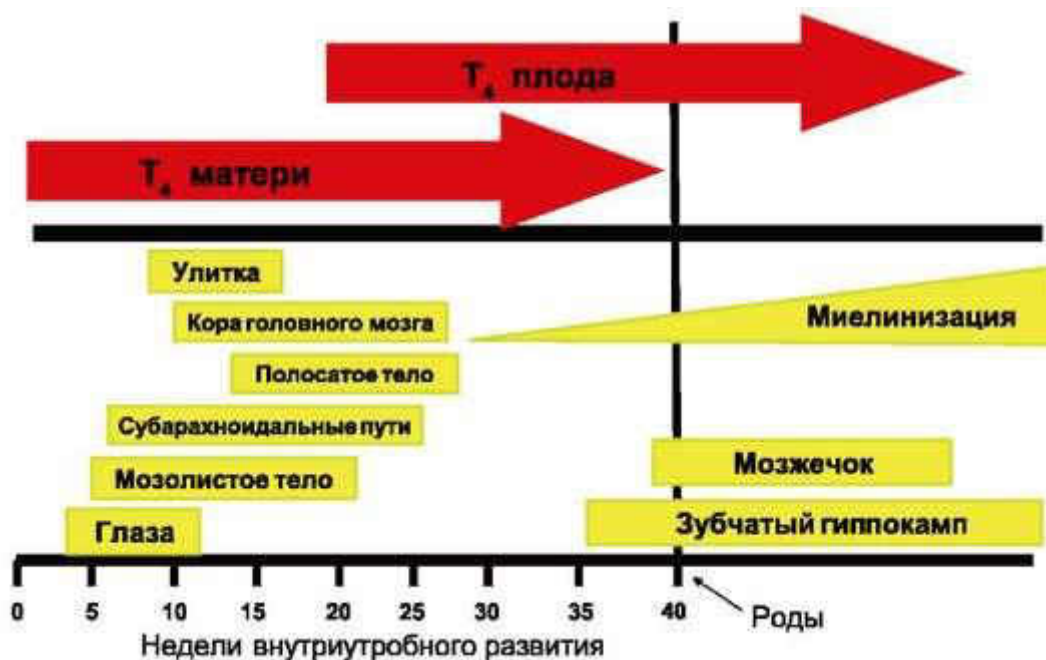 T₄ плода
T₄ матери
Улитка
Кора головного мозга
Миелинизация
Полосатое тело
Субарахноидальные пути
Мозжечок
Мозолистое тело
Зубчатый гиппокамп
Глаза
0 5 10 15 20 25 30 35 40
Роды
Недели внутриутробного развития